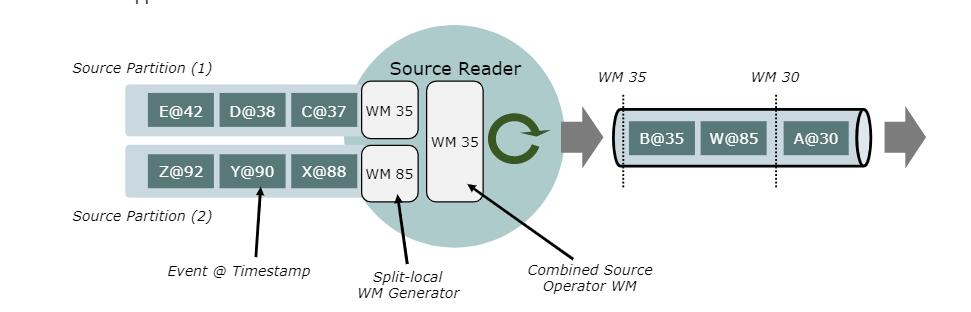 Source Partition (1)
Source Reader
WM 35
WM 30
E@42
D@38
C@37
WM 35
WM 35
B@35
W@85
A@30
Z@92
Y@90
X@88
WM 85
Source Partition (2)
Event @ Timestamp
Split-local
WM Generator
Combined Source
Operator WM